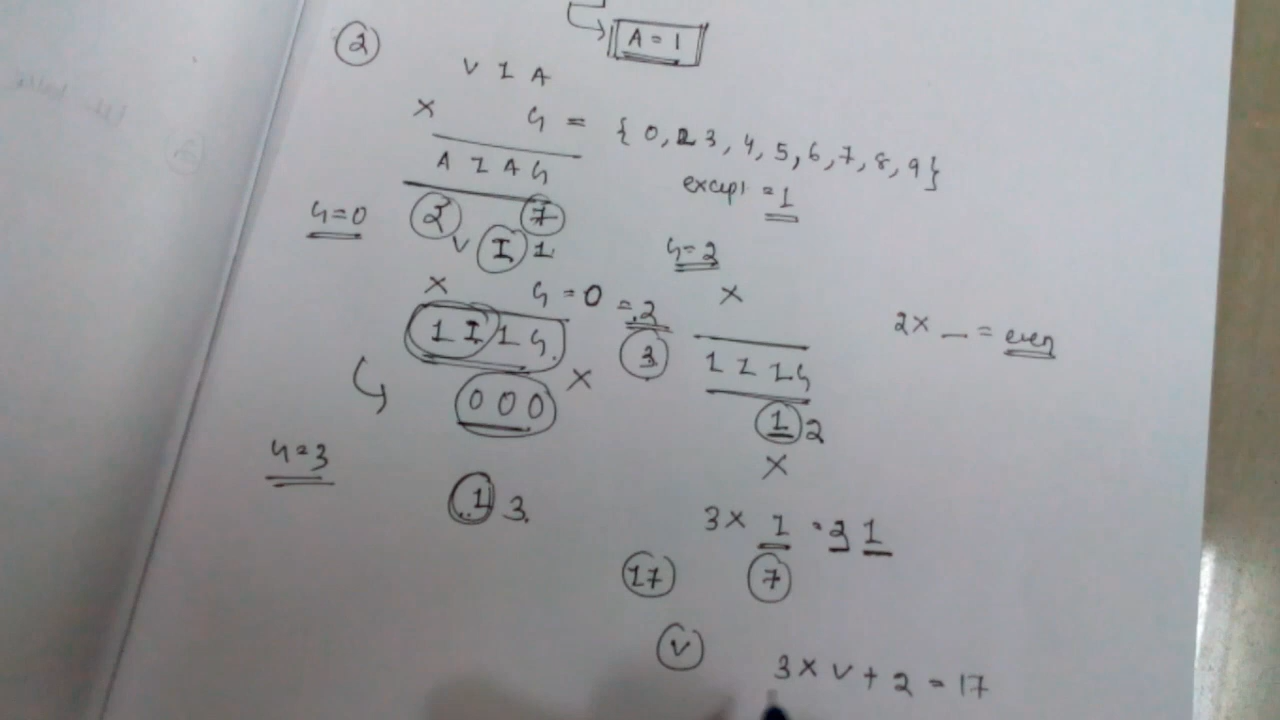 A = 1
2
V I A
× G = { 0, 2 3, 4, 5, 6, 7, 8, 9 }
A I A G
except = 1
2 7
G=0
V I 1
G=2
× G = 0 = 2
×
2× _ = even
1 I 1 G
3
1 I 1 G
0 0 0 ×
1 2
×
G=3
1 3.
3 × 7 = 2 1
17 7
V
3 × V + 2 = 17